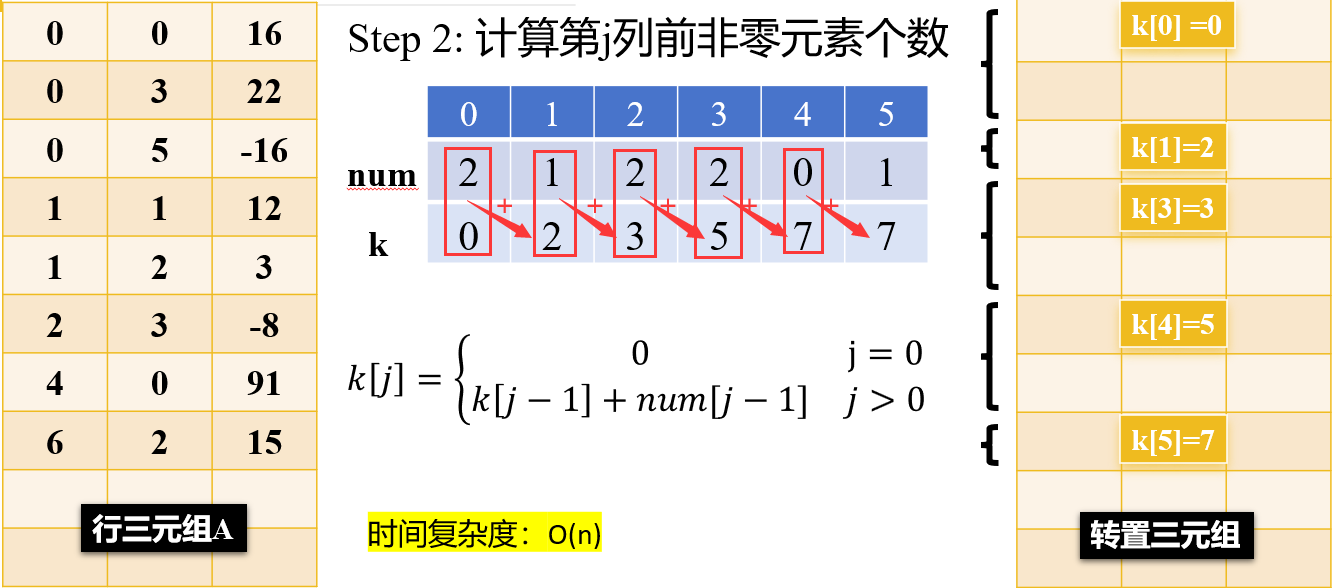 0 0 16
0 3 22
0 5 -16
1 1 12
1 2 3
2 3 -8
4 0 91
6 2 15
行三元组A
Step 2: 计算第j列前非零元素个数
0 1 2 3 4 5
num 2 1 2 2 0 1
+ + + + +
k 0 2 3 5 7 7
k[j] = { 0 j = 0
k[j − 1] + num[j − 1] j > 0
时间复杂度：O(n)
k[0] =0
k[1]=2
k[3]=3
k[4]=5
k[5]=7
转置三元组